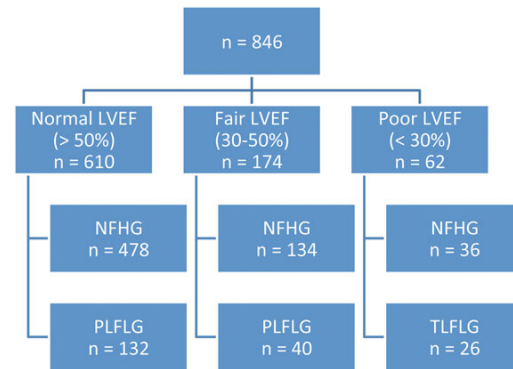 n = 846
Normal LVEF
(> 50%)
n = 610
Fair LVEF
(30-50%)
n = 174
Poor LVEF
(< 30%)
n = 62
NFHG
n = 478
NFHG
n = 134
NFHG
n = 36
PLFLG
n = 132
PLFLG
n = 40
TLFLG
n = 26